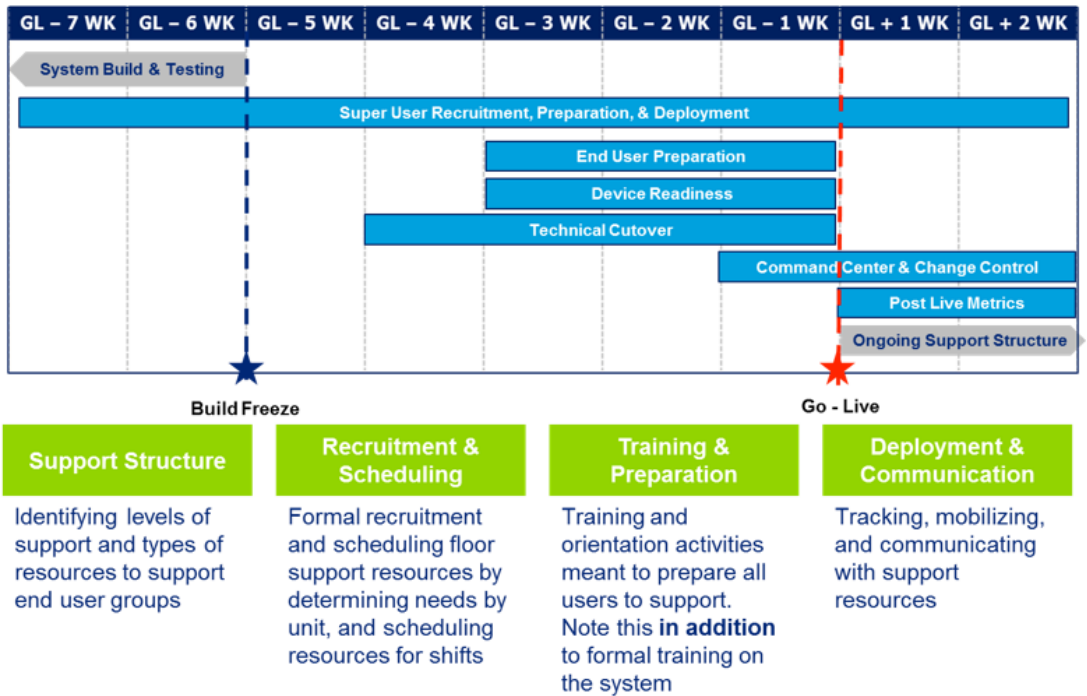 GL – 7 WK GL – 6 WK GL – 5 WK GL – 4 WK GL – 3 WK GL – 2 WK GL – 1 WK GL + 1 WK GL + 2 WK
System Build & Testing
Super User Recruitment, Preparation, & Deployment
End User Preparation
Device Readiness
Technical Cutover
Command Center & Change Control
Post Live Metrics
Ongoing Support Structure
Build Freeze
Go - Live
Support Structure
Identifying levels of
support and types of
resources to support
end user groups
Recruitment &
Scheduling
Formal recruitment
and scheduling floor
support resources by
determining needs by
unit, and scheduling
resources for shifts
Training &
Preparation
Training and
orientation activities
meant to prepare all
users to support.
Note this in addition
to formal training on
the system
Deployment &
Communication
Tracking, mobilizing,
and communicating
with support
resources